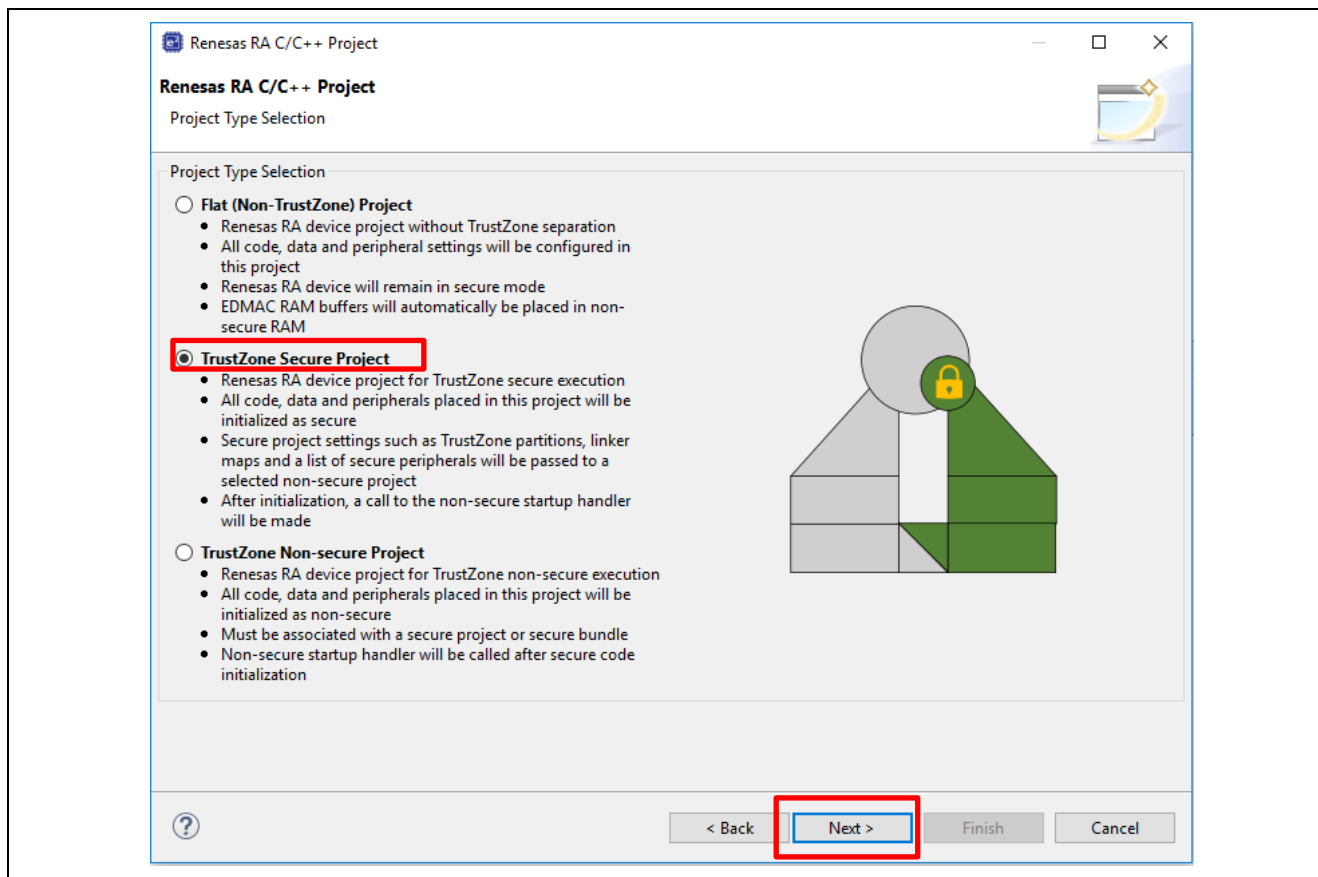 Renesas RA C/C++ Project
Renesas RA C/C++ Project
Project Type Selection
Project Type Selection
Flat (Non-TrustZone) Project
• Renesas RA device project without TrustZone separation
• All code, data and peripheral settings will be configured in
this project
• Renesas RA device will remain in secure mode
• EDMAC RAM buffers will automatically be placed in non-
secure RAM
TrustZone Secure Project
• Renesas RA device project for TrustZone secure execution
• All code, data and peripherals placed in this project will be
initialized as secure
• Secure project settings such as TrustZone partitions, linker
maps and a list of secure peripherals will be passed to a
selected non-secure project
• After initialization, a call to the non-secure startup handler
will be made
TrustZone Non-secure Project
• Renesas RA device project for TrustZone non-secure execution
• All code, data and peripherals placed in this project will be
initialized as non-secure
• Must be associated with a secure project or secure bundle
• Non-secure startup handler will be called after secure code
initialization
?
< Back
Next >
Finish
Cancel